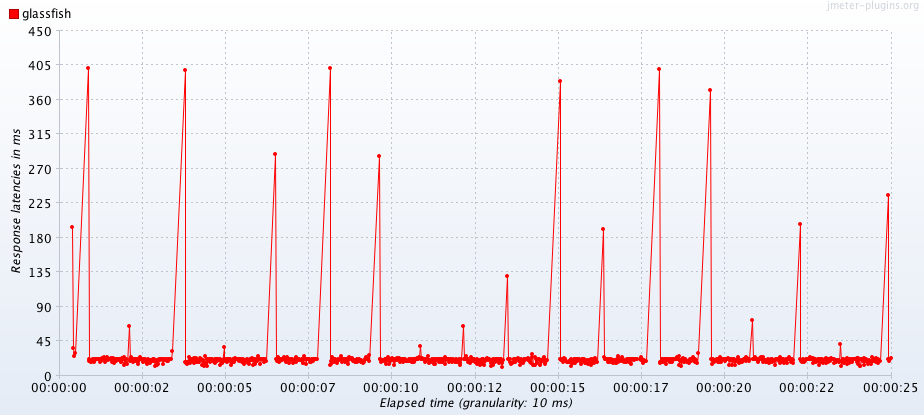 jmeter-plugins.org
glassfish
450
405
360
315
270
225
180
135
90
45
0
Response latencies in ms
00:00:00 00:00:02 00:00:05 00:00:07 00:00:10 00:00:12 00:00:15 00:00:17 00:00:20 00:00:22 00:00:25
Elapsed time (granularity: 10 ms)